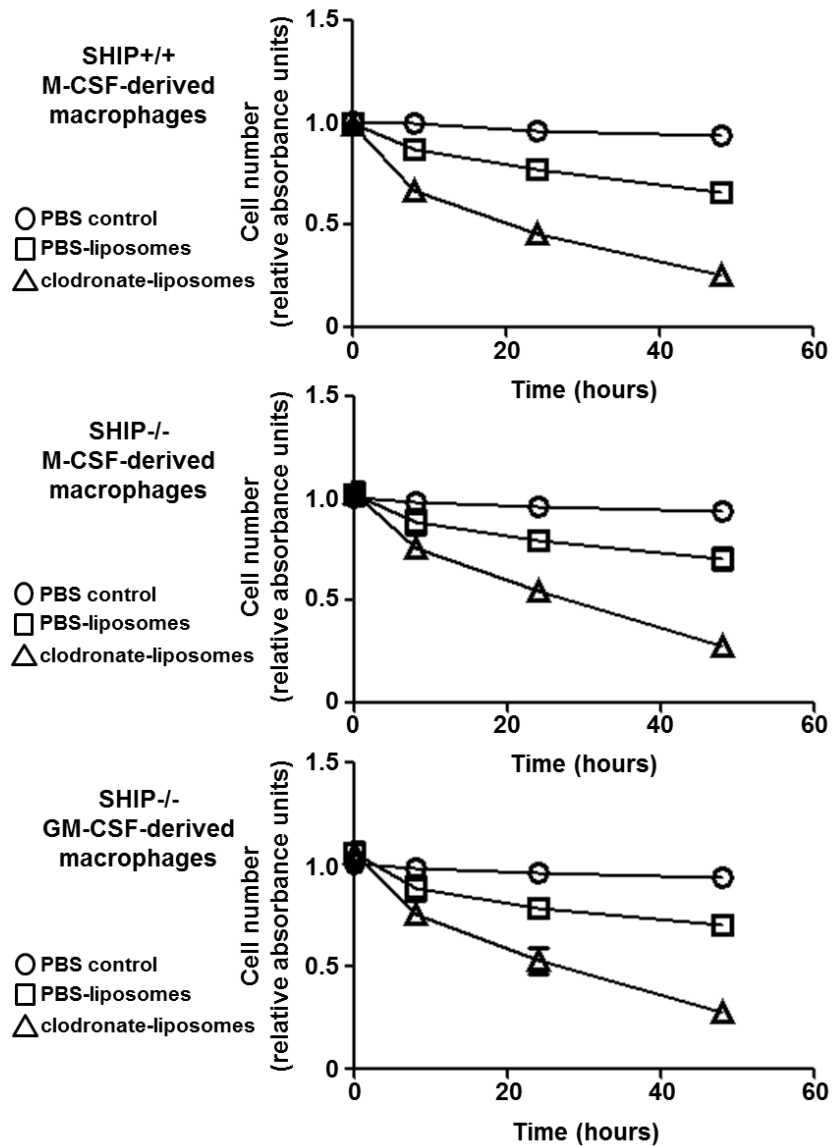 SHIP+/+
M-CSF-derived
macrophages
○ PBS control
□ PBS-liposomes
△ clodronate-liposomes
Cell number
(relative absorbance units)
1.5
1.0
0.5
0
0
20
40
60
Time (hours)
SHIP-/-
M-CSF-derived
macrophages
○ PBS control
□ PBS-liposomes
△ clodronate-liposomes
Cell number
(relative absorbance units)
1.5
1.0
0.5
0
0
20
40
60
Time (hours)
SHIP-/-
GM-CSF-derived
macrophages
○ PBS control
□ PBS-liposomes
△ clodronate-liposomes
Cell number
(relative absorbance units)
1.5
1.0
0.5
0
0
20
40
60
Time (hours)